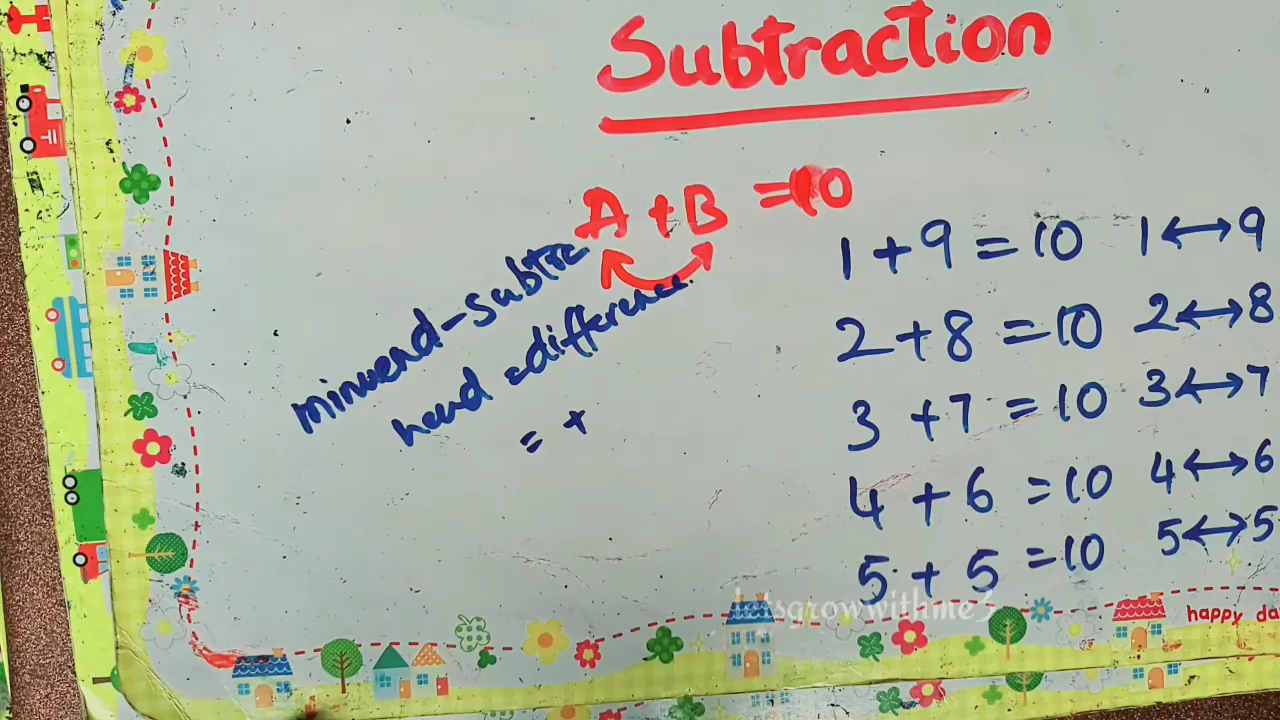 Subtraction
A + B = 10
minuend - subtra
hend = difference.
= +
1 + 9 = 10 1 ↔ 9
2 + 8 = 10 2 ↔ 8
3 + 7 = 10 3 ↔ 7
4 + 6 = 10 4 ↔ 6
5 + 5 = 10 5 ↔ 5
letsgrowwithme3
happy da